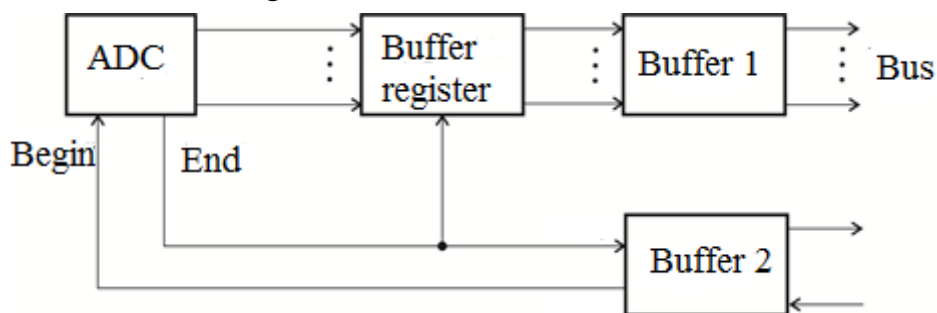 ADC
Buffer
register
Buffer 1
Bus
Begin
End
Buffer 2